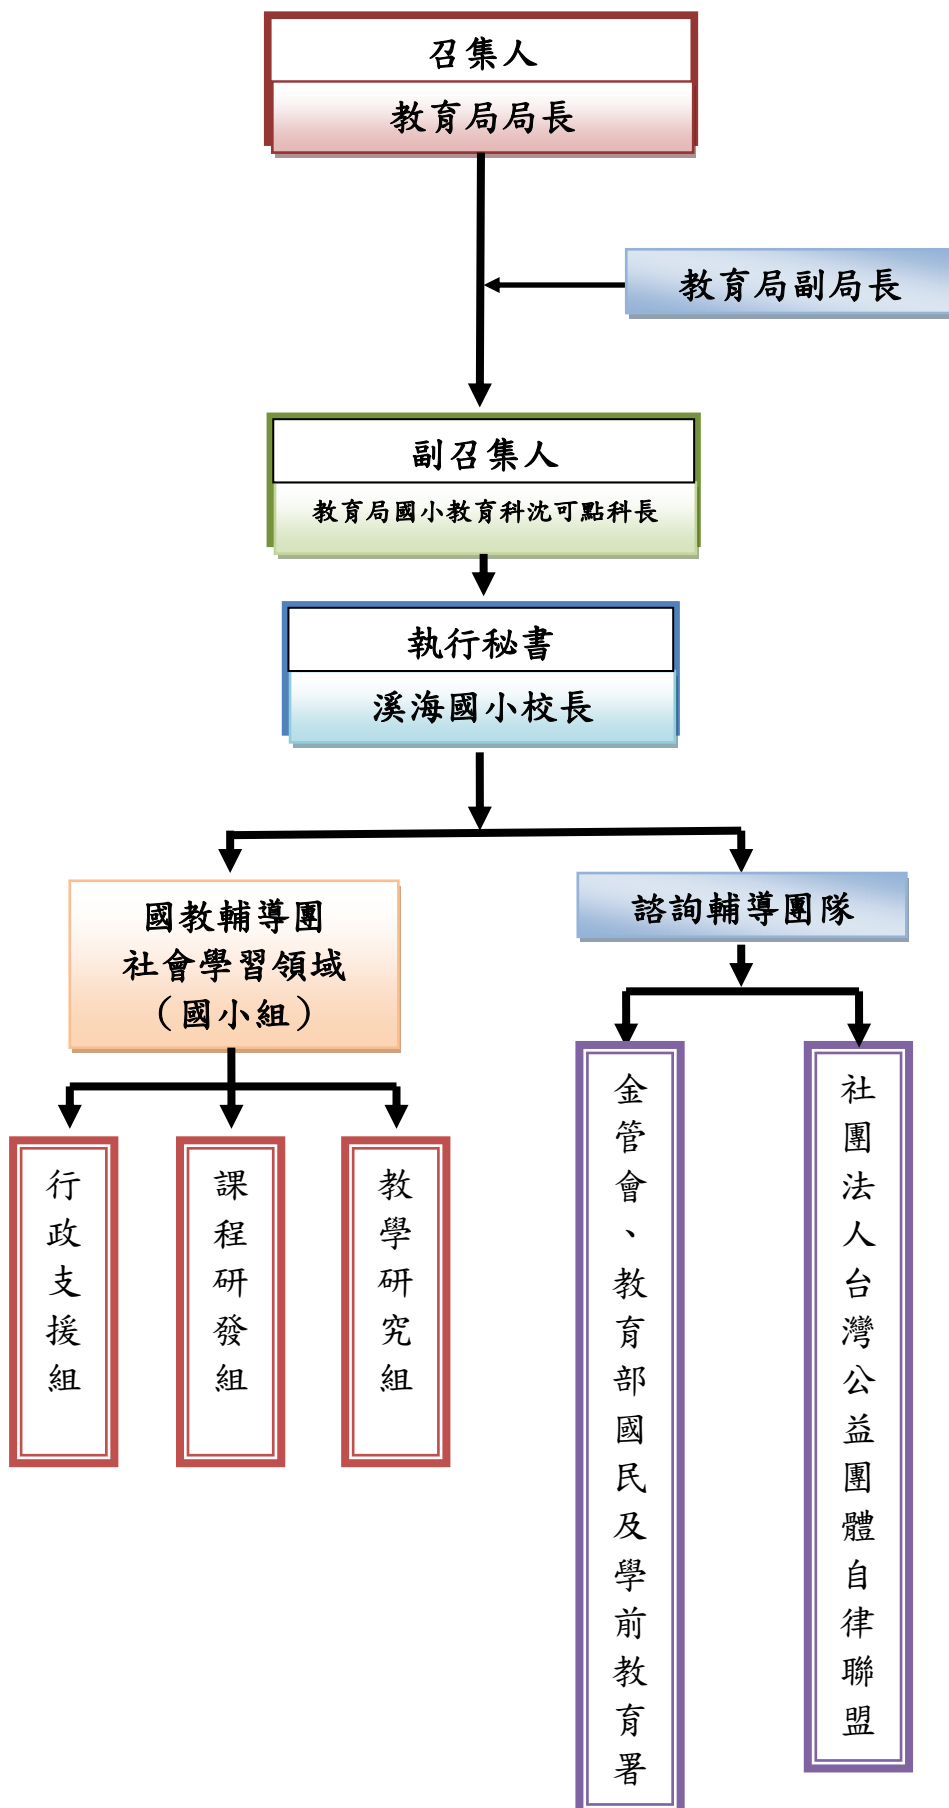 召集人
教育局局長
教育局副局長
副召集人
教育局國小教育科沈可點科長
執行秘書
溪海國小校長
國教輔導團
社會學習領域
（國小組）
諮詢輔導團隊
行政支援組
課程研發組
教學研究組
金管會、教育部國民及學前教育署
社團法人台灣公益團體自律聯盟